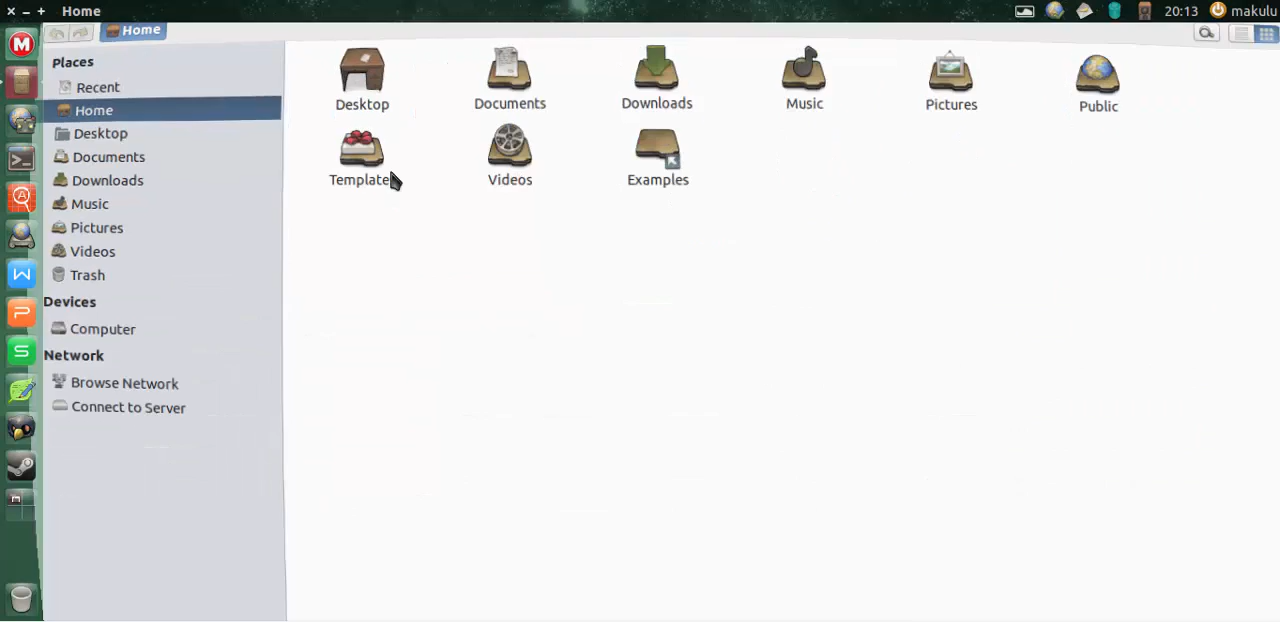 Home
20:13
makulu
Home
Places
Recent
Home
Desktop
Documents
Downloads
Music
Pictures
Videos
Trash
Devices
Computer
Network
Browse Network
Connect to Server
Desktop
Documents
Downloads
Music
Pictures
Public
Template
Videos
Examples
M
A
W
P
S